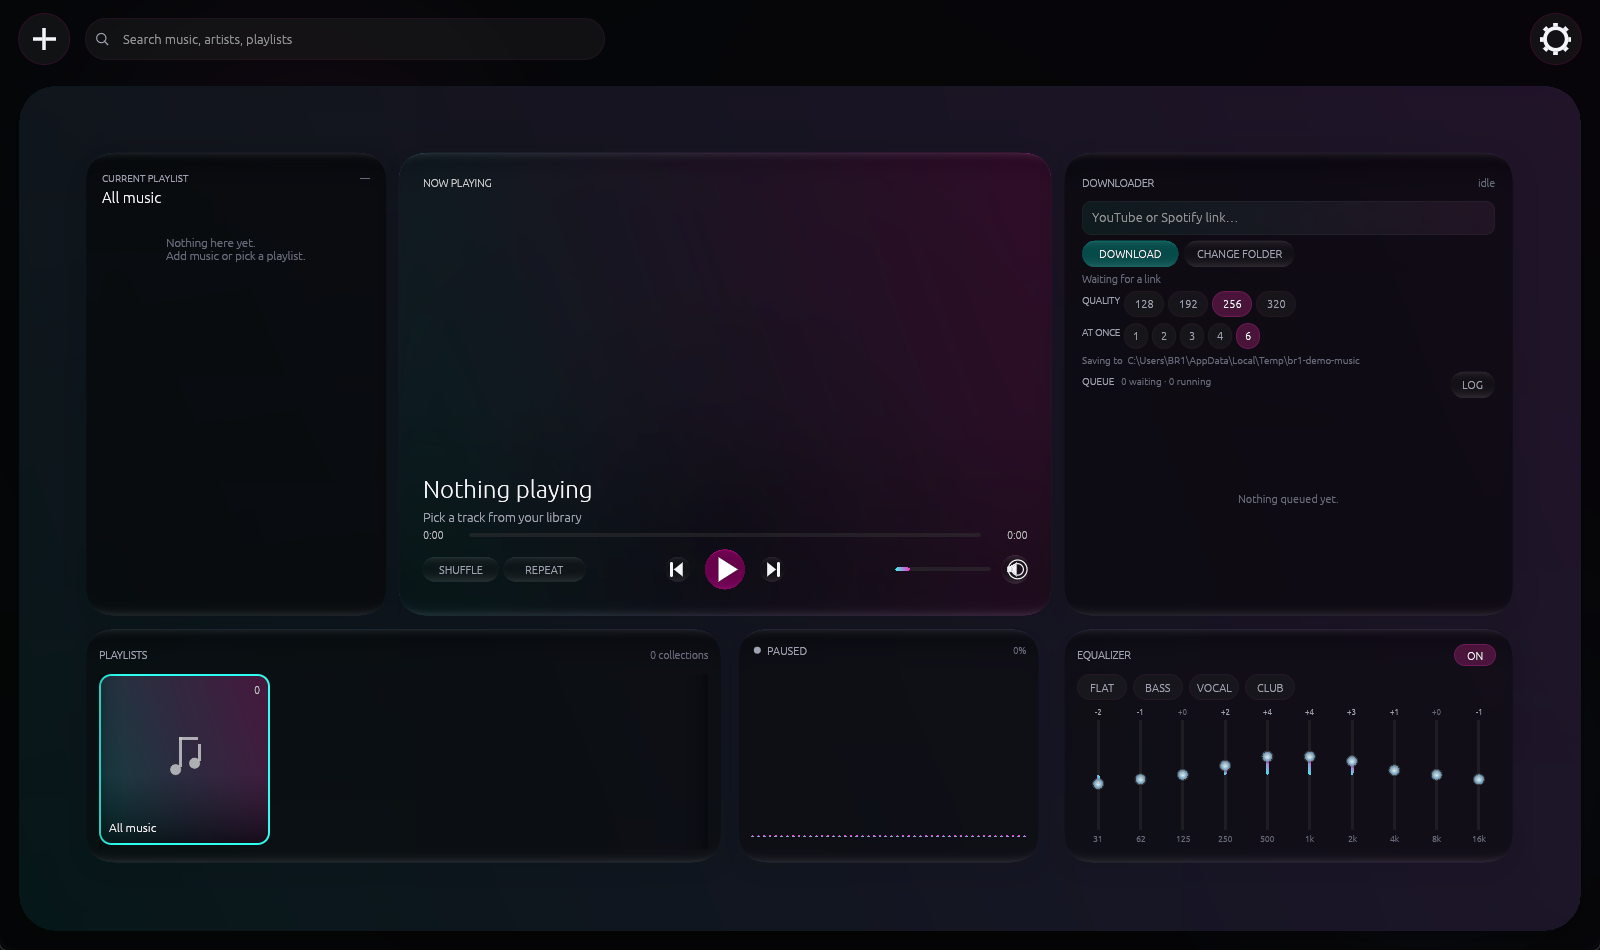 Search music, artists, playlists
CURRENT PLAYLIST
All music
Nothing here yet.
Add music or pick a playlist.
NOW PLAYING
Nothing playing
Pick a track from your library
0:00
0:00
SHUFFLE
REPEAT
DOWNLOADER
idle
YouTube or Spotify link…
DOWNLOAD
CHANGE FOLDER
Waiting for a link
QUALITY 128 192 256 320
AT ONCE 1 2 3 4 6
Saving to C:\Users\BR1\AppData\Local\Temp\br1-demo-music
QUEUE 0 waiting · 0 running
LOG
Nothing queued yet.
PLAYLISTS
0 collections
0
All music
PAUSED
0%
EQUALIZER
ON
FLAT BASS VOCAL CLUB
-2 -1 +0 +2 +4 +4 +3 +1 +0 -1
31 62 125 250 500 1k 2k 4k 8k 16k